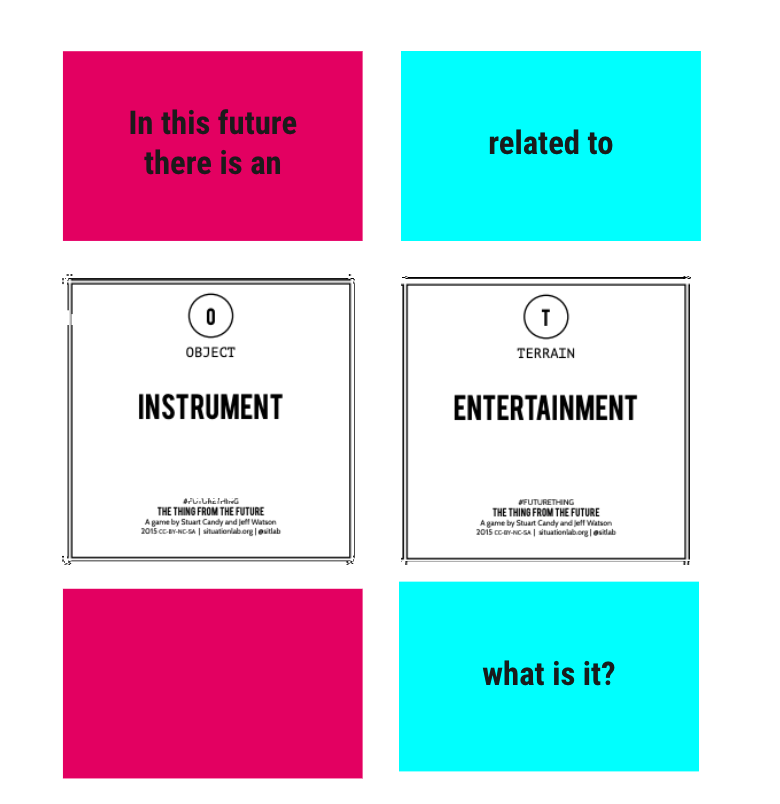 In this future
there is an
related to
O
OBJECT
INSTRUMENT
#FUTURETHING
THE THING FROM THE FUTURE
A game by Stuart Candy and Jeff Watson
2015 CC-BY-NC-SA | situationlab.org | @sitlab
T
TERRAIN
ENTERTAINMENT
#FUTURETHING
THE THING FROM THE FUTURE
A game by Stuart Candy and Jeff Watson
2015 CC-BY-NC-SA | situationlab.org | @sitlab
what is it?